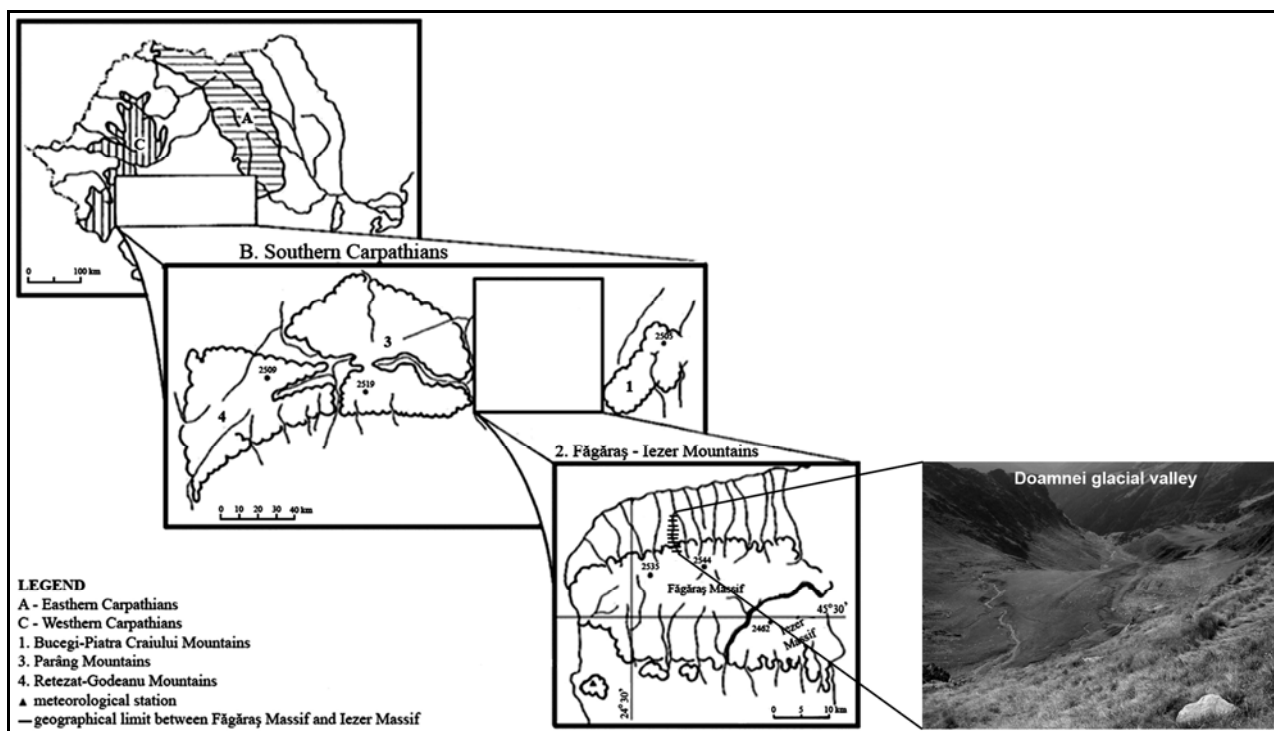 A
C
0 100 km
B. Southern Carpathians
3
2505
2509
1
2519
4
0 10 20 30 40 km
2. Făgăraş - Iezer Mountains
Doamnei glacial valley
2544
2535
Făgăraş Massif
45°30'
2462
Iezer
Massif
24°30'
0 5 10 km
LEGEND
A - Easthern Carpathians
C - Westhern Carpathians
1. Bucegi-Piatra Craiului Mountains
3. Parâng Mountains
4. Retezat-Godeanu Mountains
▲ meteorological station
— geographical limit between Făgăraş Massif and Iezer Massif